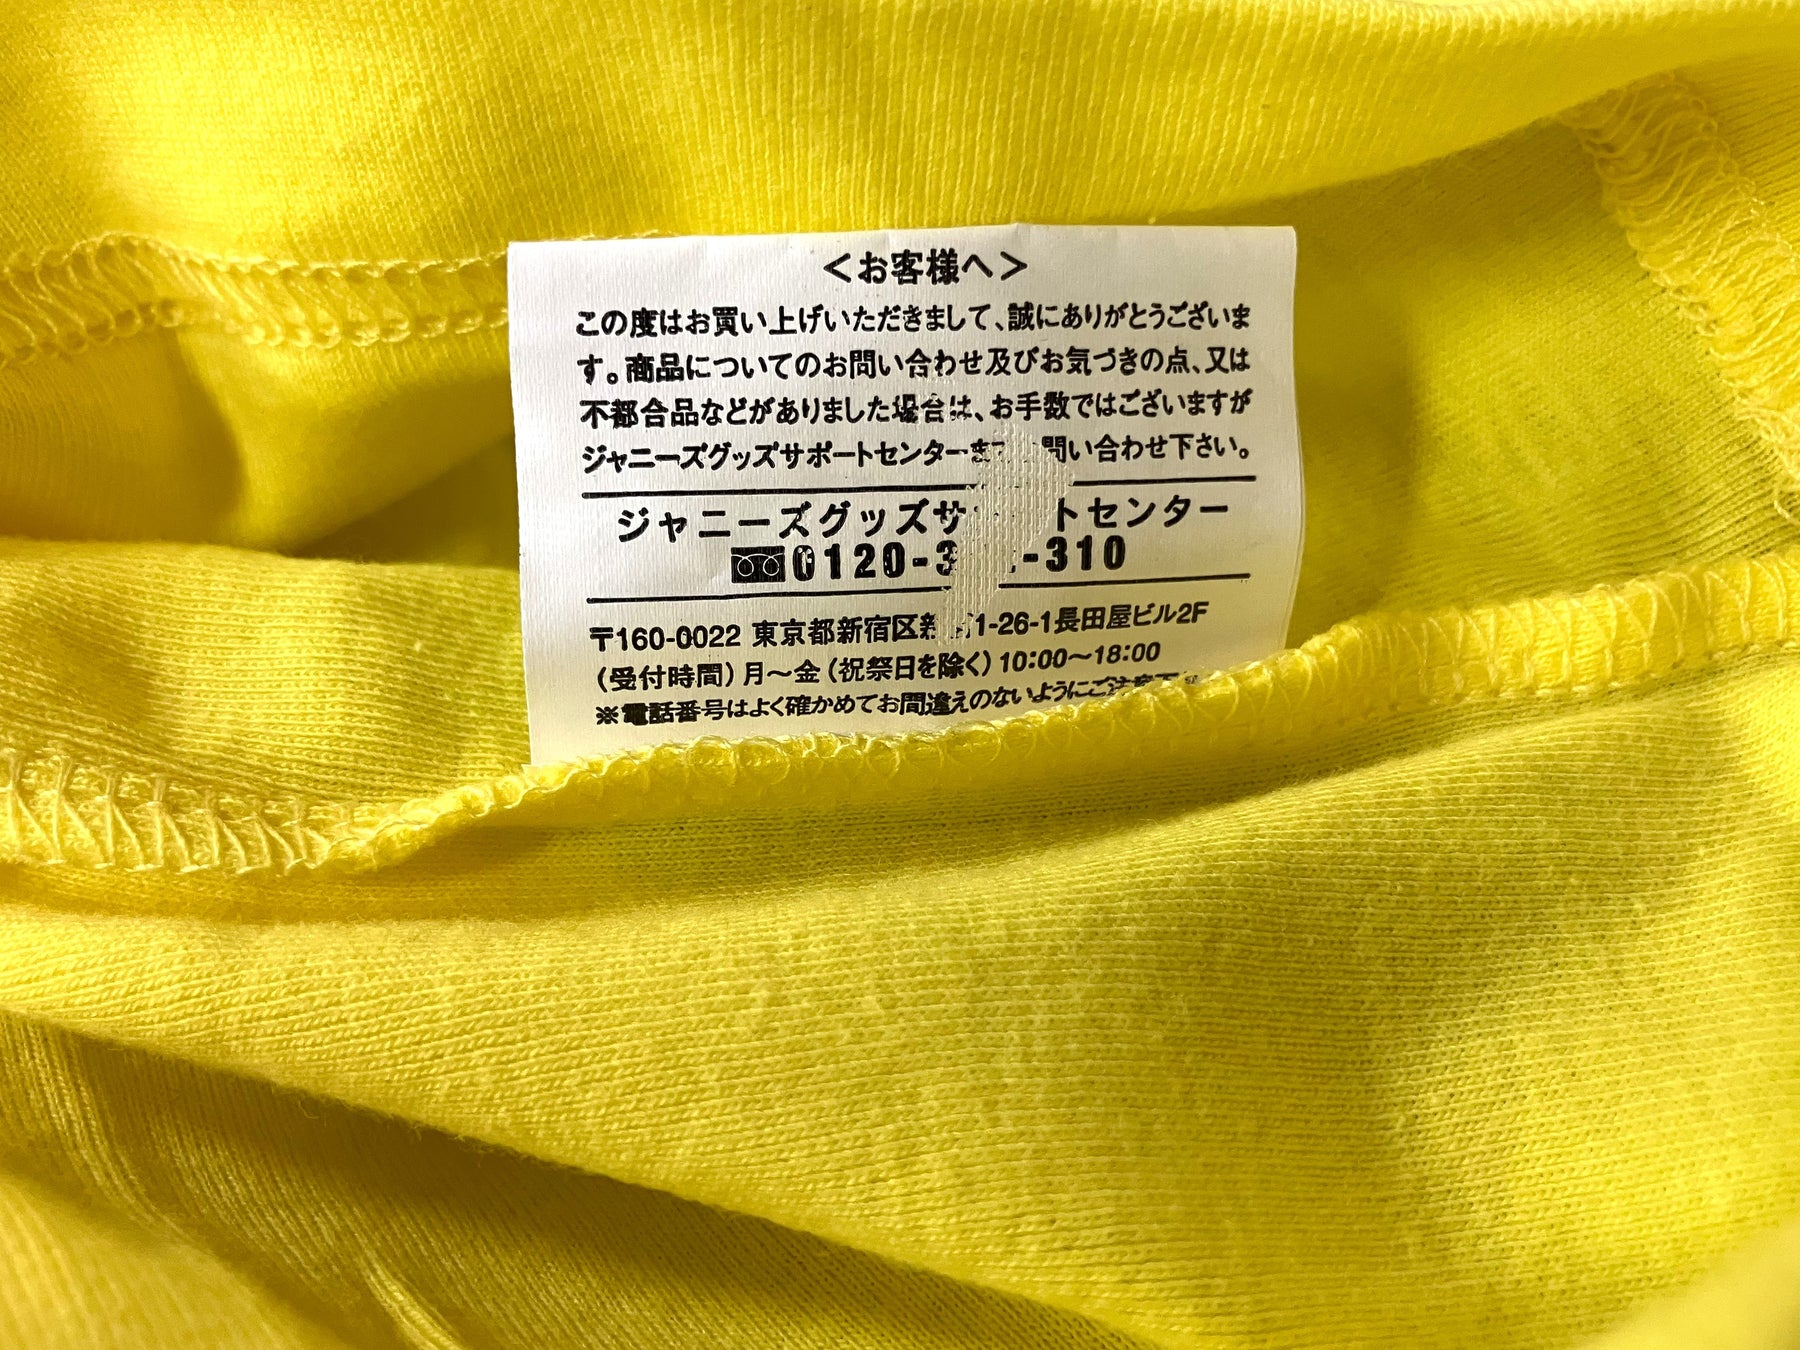 ＜お客様へ＞
この度はお買い上げいただきまして、誠にありがとうございま
す。商品についてのお問い合わせ及びお気づきの点、又は
不都合品などがありました場合は、お手数ではございますが
ジャニーズグッズサポートセンターまで 問い合わせ下さい。
ジャニーズグッズサ トセンター
0120-3 -310
〒160-0022 東京都新宿区新 1-26-1長田屋ビル2F
（受付時間）月～金（祝祭日を除く）10:00～18:00
※電話番号はよく確かめてお間違えのないようにご注意下